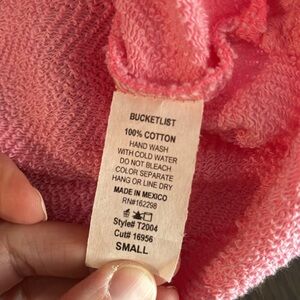 BUCKETLIST
100% COTTON
HAND WASH
WITH COLD WATER
DO NOT BLEACH
COLOR SEPARATE
HANG OR LINE DRY
MADE IN MEXICO
RN#162298
Style# T2004
Cut# 16956
SMALL